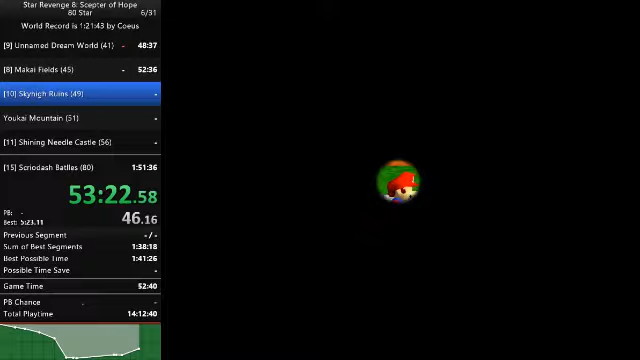 Star Revenge 8: Scepter of Hope
80 Star 6/31
World Record is 1:21:43 by Coeus
[9] Unnamed Dream World (41) - 48:37
[8] Makai Fields (45) - 52:36
[10] Skyhigh Ruins (49) -
Youkai Mountain (51) -
[11] Shining Needle Castle (56) -
[15] Scriodash Batlles (80) 1:51:36
53:22.58
PB: -
Best: 5:23.11 46.16
Previous Segment - / -
Sum of Best Segments 1:38:18
Best Possible Time 1:41:26
Possible Time Save -
Game Time 52:40
PB Chance -
Total Playtime 14:12:40